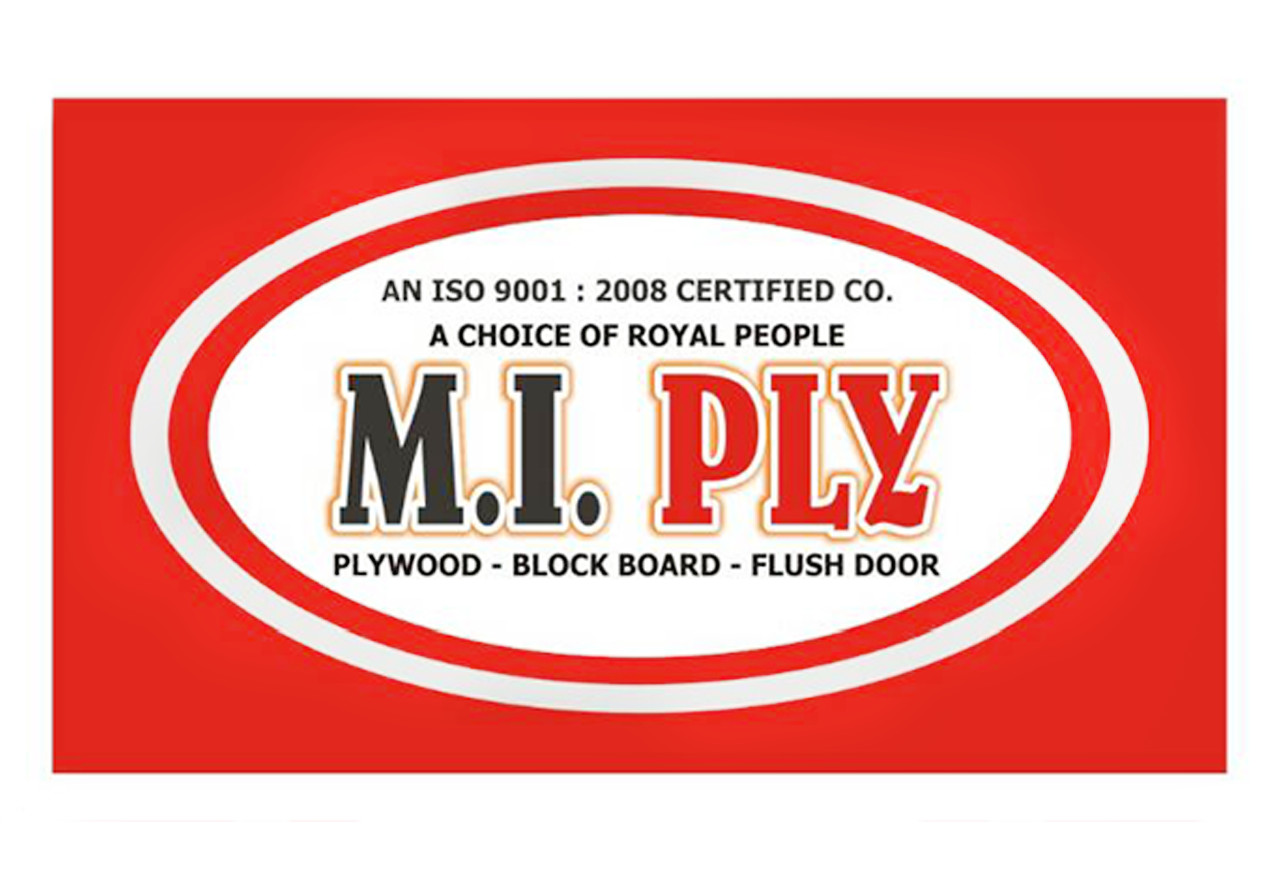 AN ISO 9001 : 2008 CERTIFIED CO.
A CHOICE OF ROYAL PEOPLE
M.I. PLY
PLYWOOD - BLOCK BOARD - FLUSH DOOR